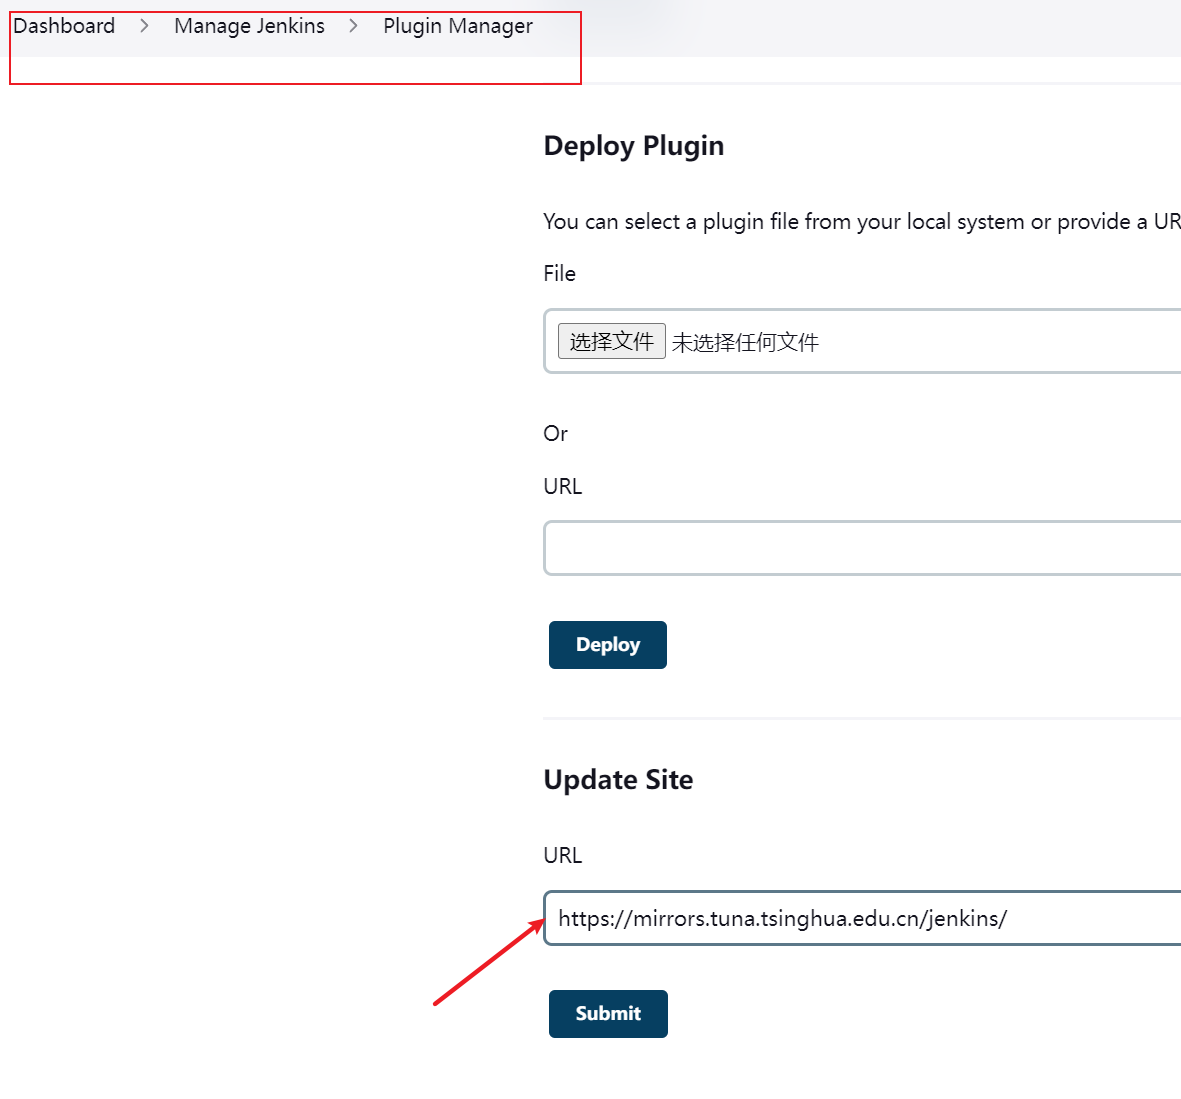 Dashboard > Manage Jenkins > Plugin Manager
Deploy Plugin
You can select a plugin file from your local system or provide a UR
File
选择文件 未选择任何文件
Or
URL
Deploy
Update Site
URL
https://mirrors.tuna.tsinghua.edu.cn/jenkins/
Submit